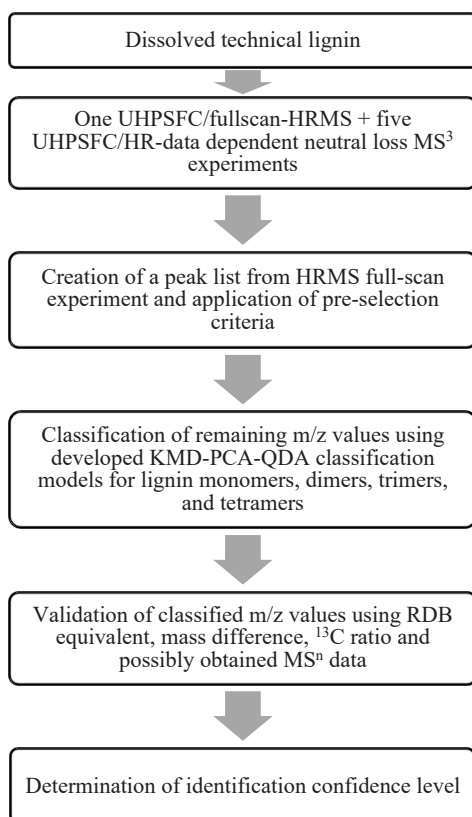 Dissolved technical lignin
One UHPSFC/fullscan-HRMS + five
UHPSFC/HR-data dependent neutral loss MS³
experiments
Creation of a peak list from HRMS full-scan
experiment and application of pre-selection
criteria
Classification of remaining m/z values using
developed KMD-PCA-QDA classification
models for lignin monomers, dimers, trimers,
and tetramers
Validation of classified m/z values using RDB
equivalent, mass difference, ¹³C ratio and
possibly obtained MSⁿ data
Determination of identification confidence level